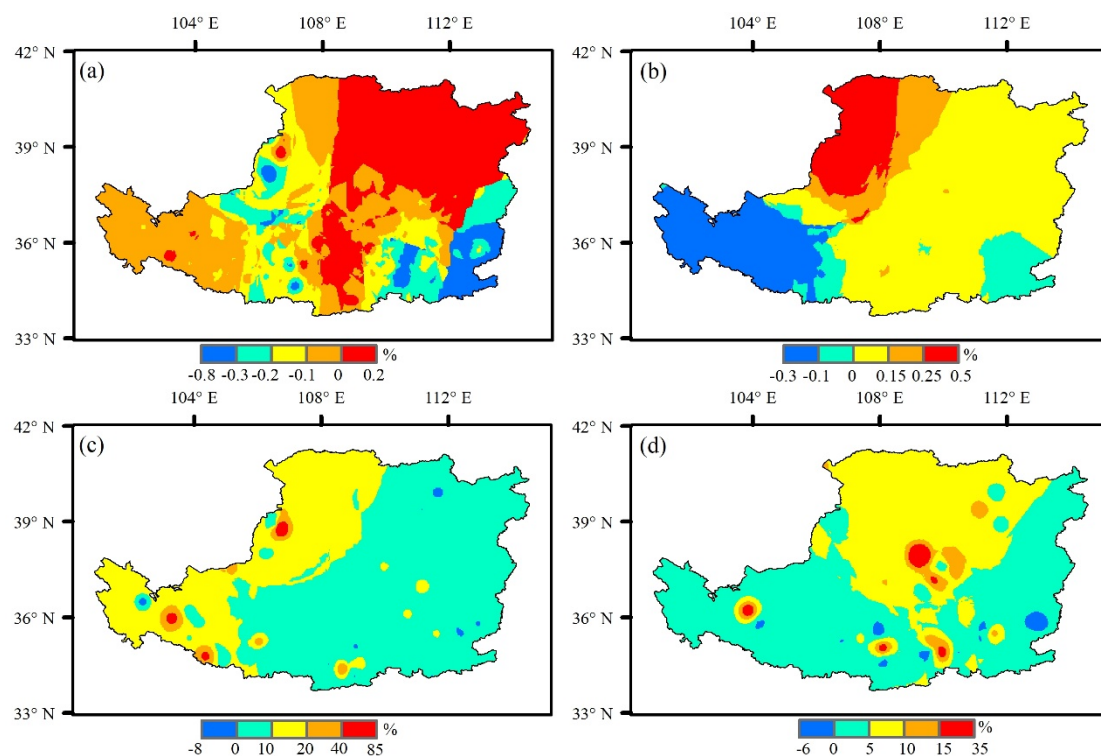 104° E 108° E 112° E 104° E 108° E 112° E
42° N 42° N
(a) (b)
39° N 39° N
36° N 36° N
33° N 33° N
% %
-0.8 -0.3 -0.2 -0.1 0 0.2 -0.3 -0.1 0 0.15 0.25 0.5
104° E 108° E 112° E 104° E 108° E 112° E
42° N 42° N
(c) (d)
39° N 39° N
36° N 36° N
33° N 33° N
% %
-8 0 10 20 40 85 -6 0 5 10 15 35